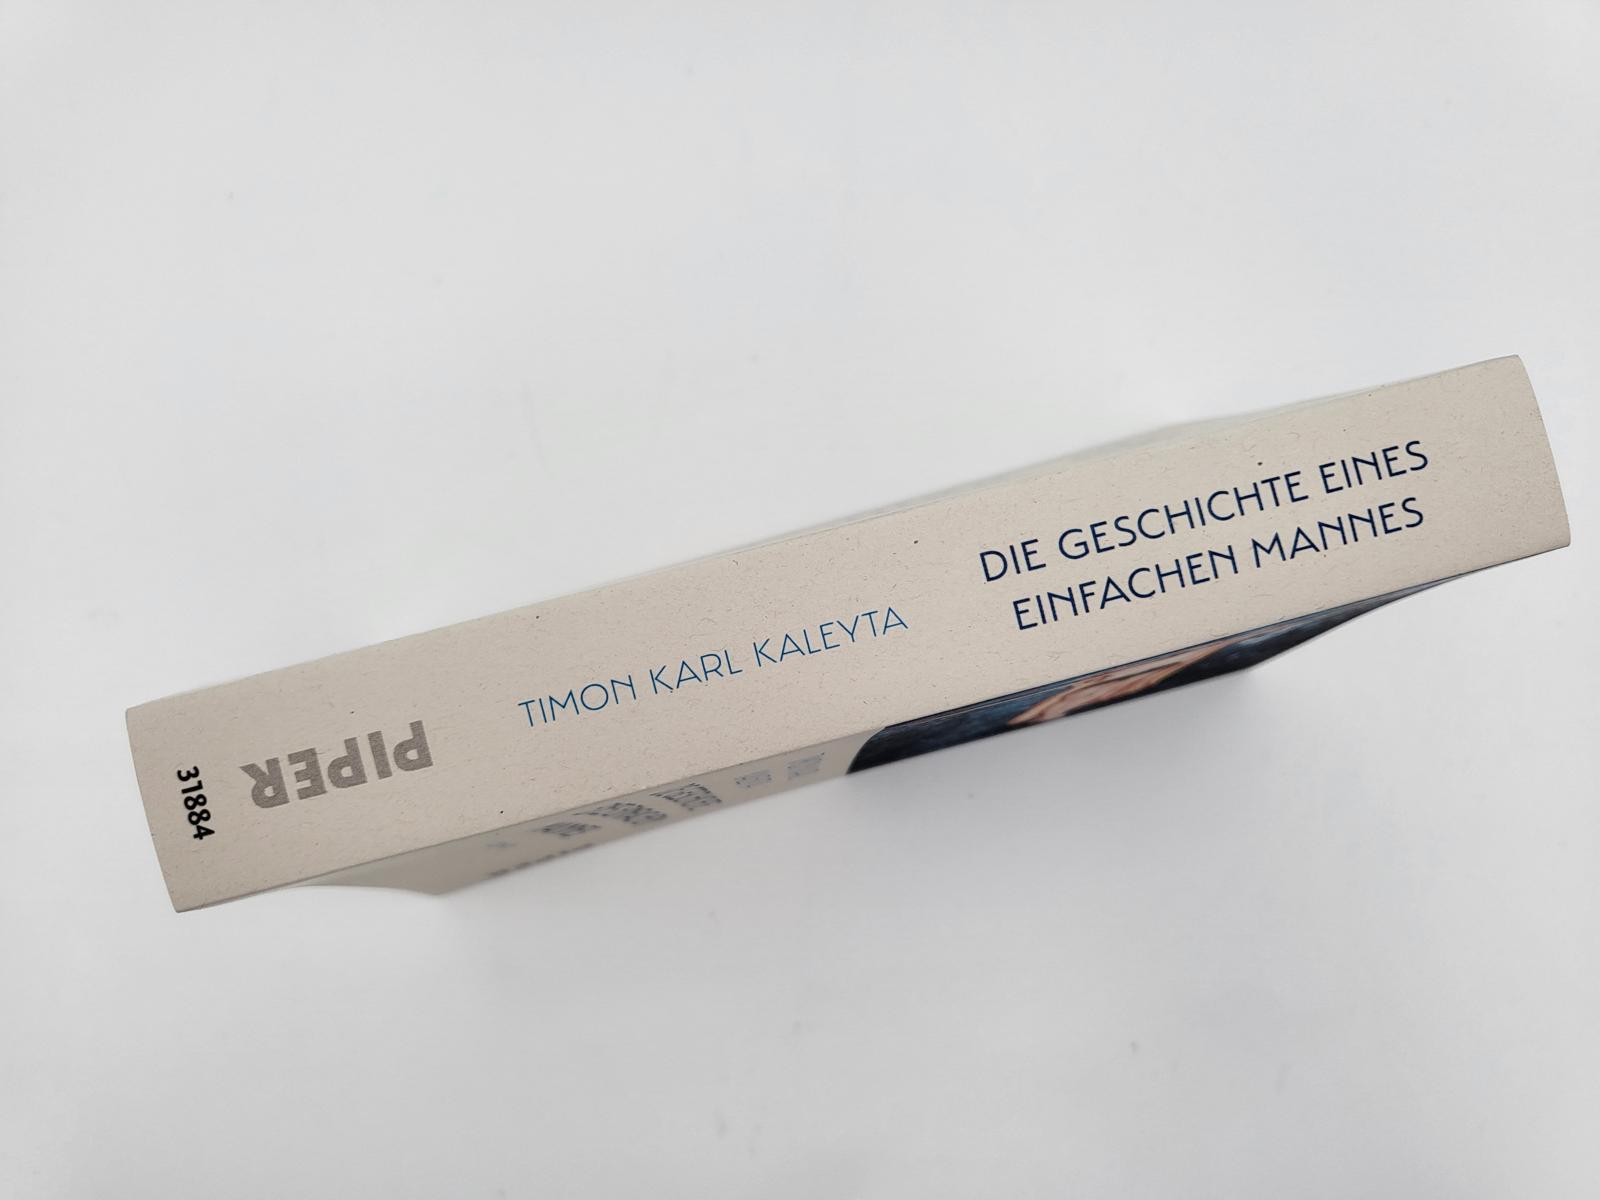 DIE GESCHICHTE EINES
EINFACHEN MANNES
TIMON KARL KALEYTA
PIPER
31884